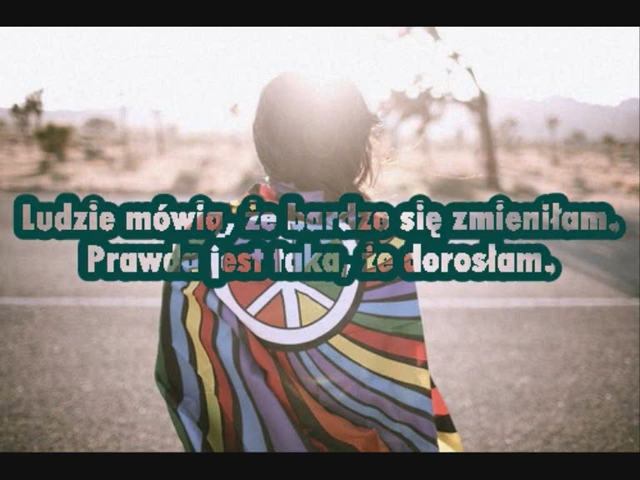 Ludzie mówią, że bardzo się zmieniłam.
Prawda jest taka, że dorosłam.